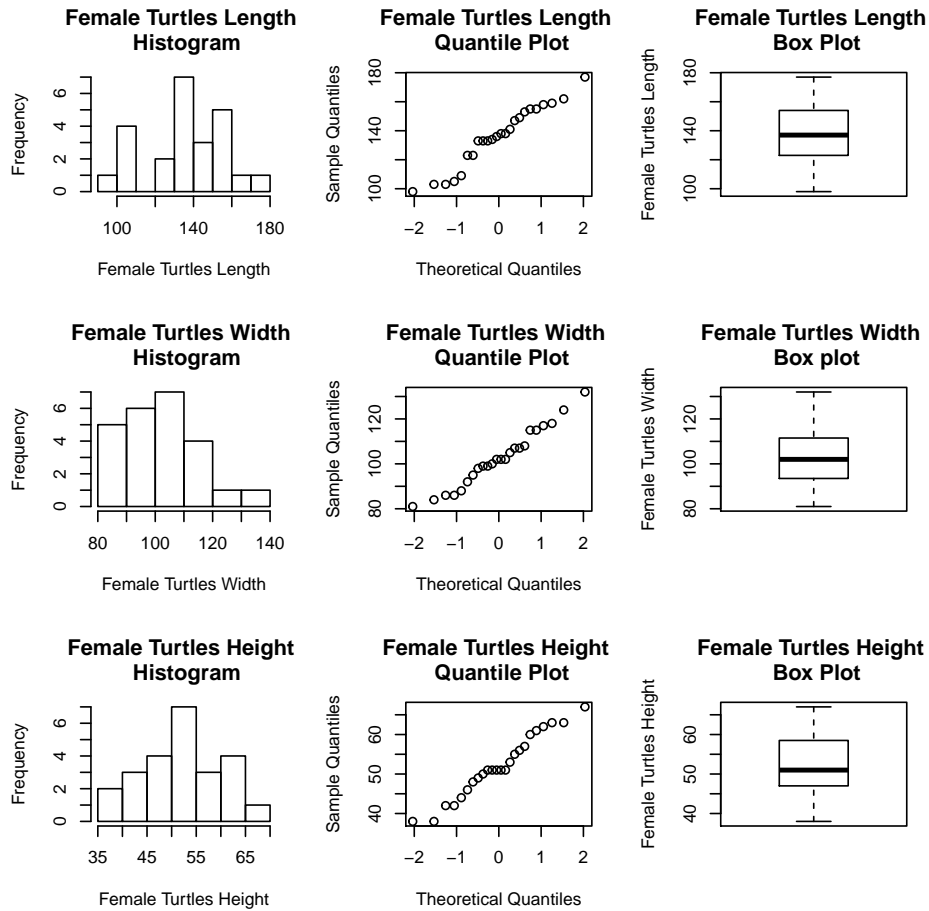 Female Turtles Length
Histogram
Frequency
0 2 4 6
100 140 180
Female Turtles Length
Female Turtles Length
Quantile Plot
Sample Quantiles
100 140 180
−2 −1 0 1 2
Theoretical Quantiles
Female Turtles Length
Box Plot
Female Turtles Length
100 140 180
Female Turtles Width
Histogram
Frequency
0 2 4 6
80 100 120 140
Female Turtles Width
Female Turtles Width
Quantile Plot
Sample Quantiles
80 100 120
−2 −1 0 1 2
Theoretical Quantiles
Female Turtles Width
Box plot
Female Turtles Width
80 100 120
Female Turtles Height
Histogram
Frequency
0 2 4 6
35 45 55 65
Female Turtles Height
Female Turtles Height
Quantile Plot
Sample Quantiles
40 50 60
−2 −1 0 1 2
Theoretical Quantiles
Female Turtles Height
Box Plot
Female Turtles Height
40 50 60